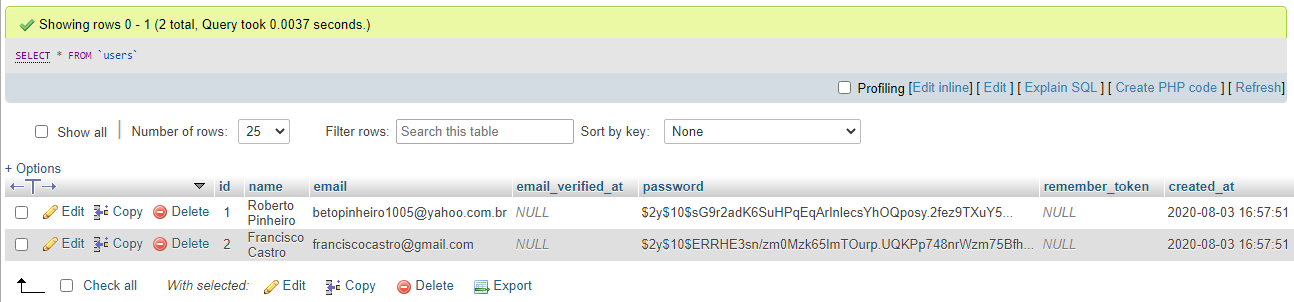 Showing rows 0 - 1 (2 total, Query took 0.0037 seconds.)
SELECT * FROM `users`
Profiling [Edit inline] [ Edit ] [ Explain SQL ] [ Create PHP code ] [ Refresh]
Show all | Number of rows: 25 Filter rows: Search this table Sort by key: None
+ Options
←T→ id name email email_verified_at password remember_token created_at
Edit Copy Delete 1 Roberto Pinheiro betopinheiro1005@yahoo.com.br NULL $2y$10$sG9r2adK6SuHPqEqArlnlecsYhOQposy.2fez9TXuY5... NULL 2020-08-03 16:57:51
Edit Copy Delete 2 Francisco Castro franciscocastro@gmail.com NULL $2y$10$ERRHE3sn/zm0Mzk65ImTOurp.UQKPp748nrWzm75Bfh... NULL 2020-08-03 16:57:51
Check all With selected: Edit Copy Delete Export